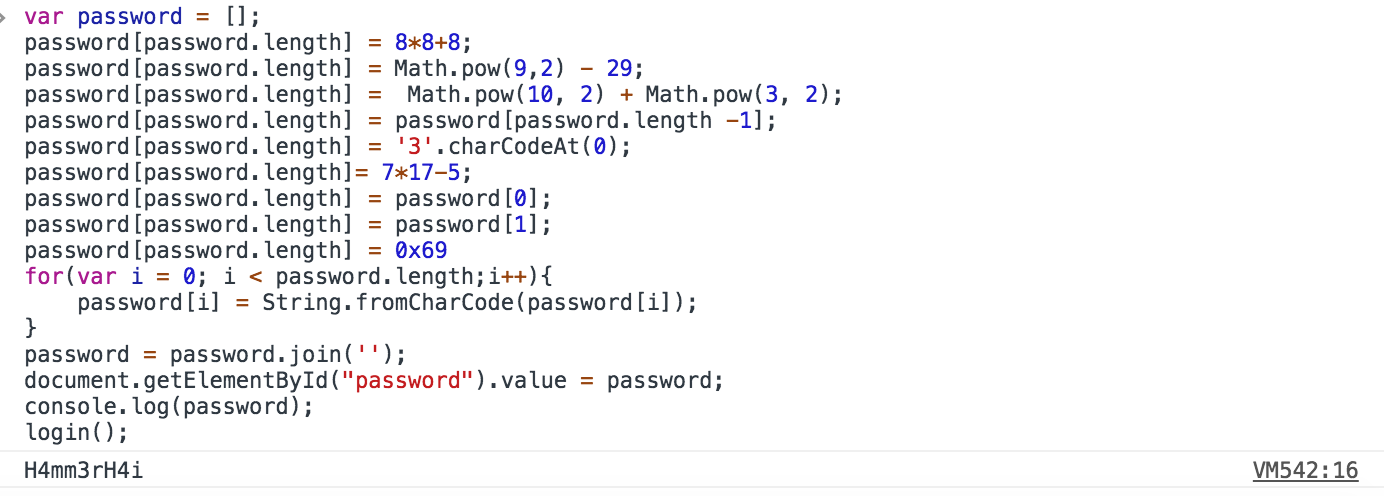 var password = [];
password[password.length] = 8*8+8;
password[password.length] = Math.pow(9,2) - 29;
password[password.length] =  Math.pow(10, 2) + Math.pow(3, 2);
password[password.length] = password[password.length -1];
password[password.length] = '3'.charCodeAt(0);
password[password.length]= 7*17-5;
password[password.length] = password[0];
password[password.length] = password[1];
password[password.length] = 0x69
for(var i = 0; i < password.length;i++){
    password[i] = String.fromCharCode(password[i]);
}
password = password.join('');
document.getElementById("password").value = password;
console.log(password);
login();
H4mm3rH4i VM542:16